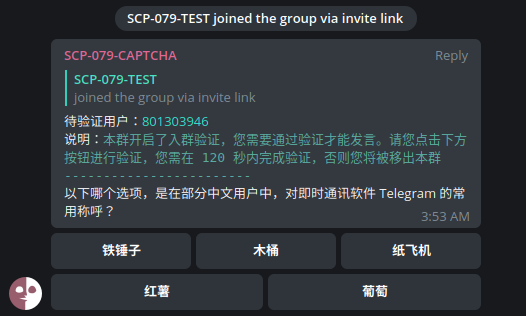 SCP-079-TEST joined the group via invite link
SCP-079-CAPTCHA Reply
SCP-079-TEST
joined the group via invite link
待验证用户：801303946
说明：本群开启了入群验证，您需要通过验证才能发言。请您点击下方
按钮进行验证，您需在 120 秒内完成验证，否则您将被移出本群
------------------------
以下哪个选项，是在部分中文用户中，对即时通讯软件 Telegram 的常
用称呼？
3:53 AM
铁锤子 木桶 纸飞机
红薯 葡萄